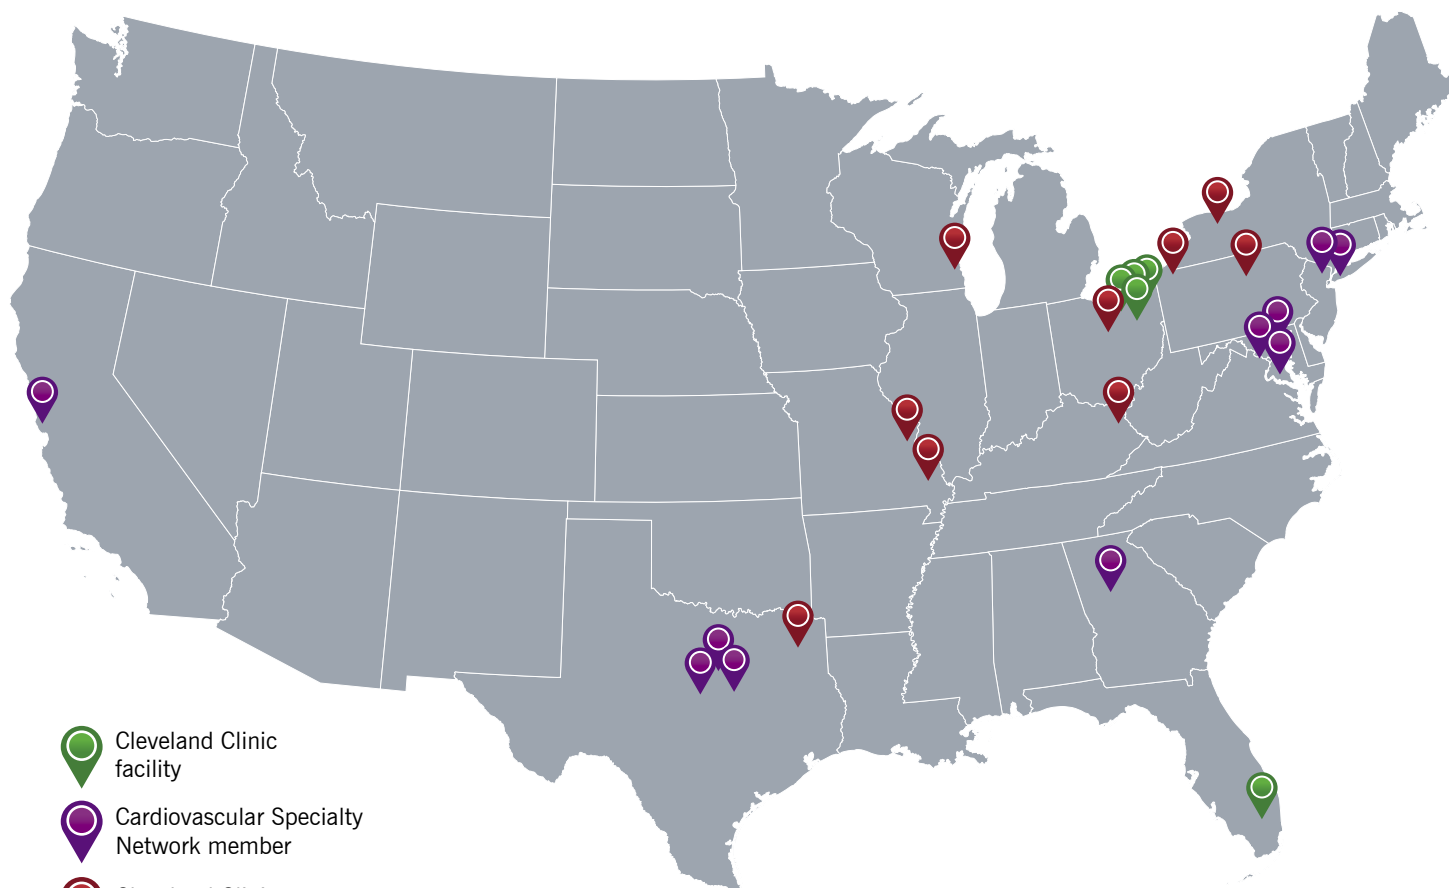 Cleveland Clinic
facility
Cardiovascular Specialty
Network member